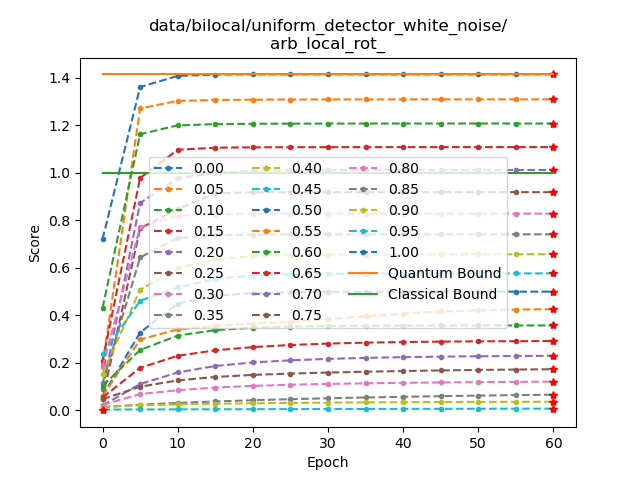 data/bilocal/uniform_detector_white_noise/
arb_local_rot_
Score
1.4
1.2
1.0
0.8
0.6
0.4
0.2
0.0
0.00 0.40 0.80
0.05 0.45 0.85
0.10 0.50 0.90
0.15 0.55 0.95
0.20 0.60 1.00
0.25 0.65 Quantum Bound
0.30 0.70 Classical Bound
0.35 0.75
0 10 20 30 40 50 60
Epoch